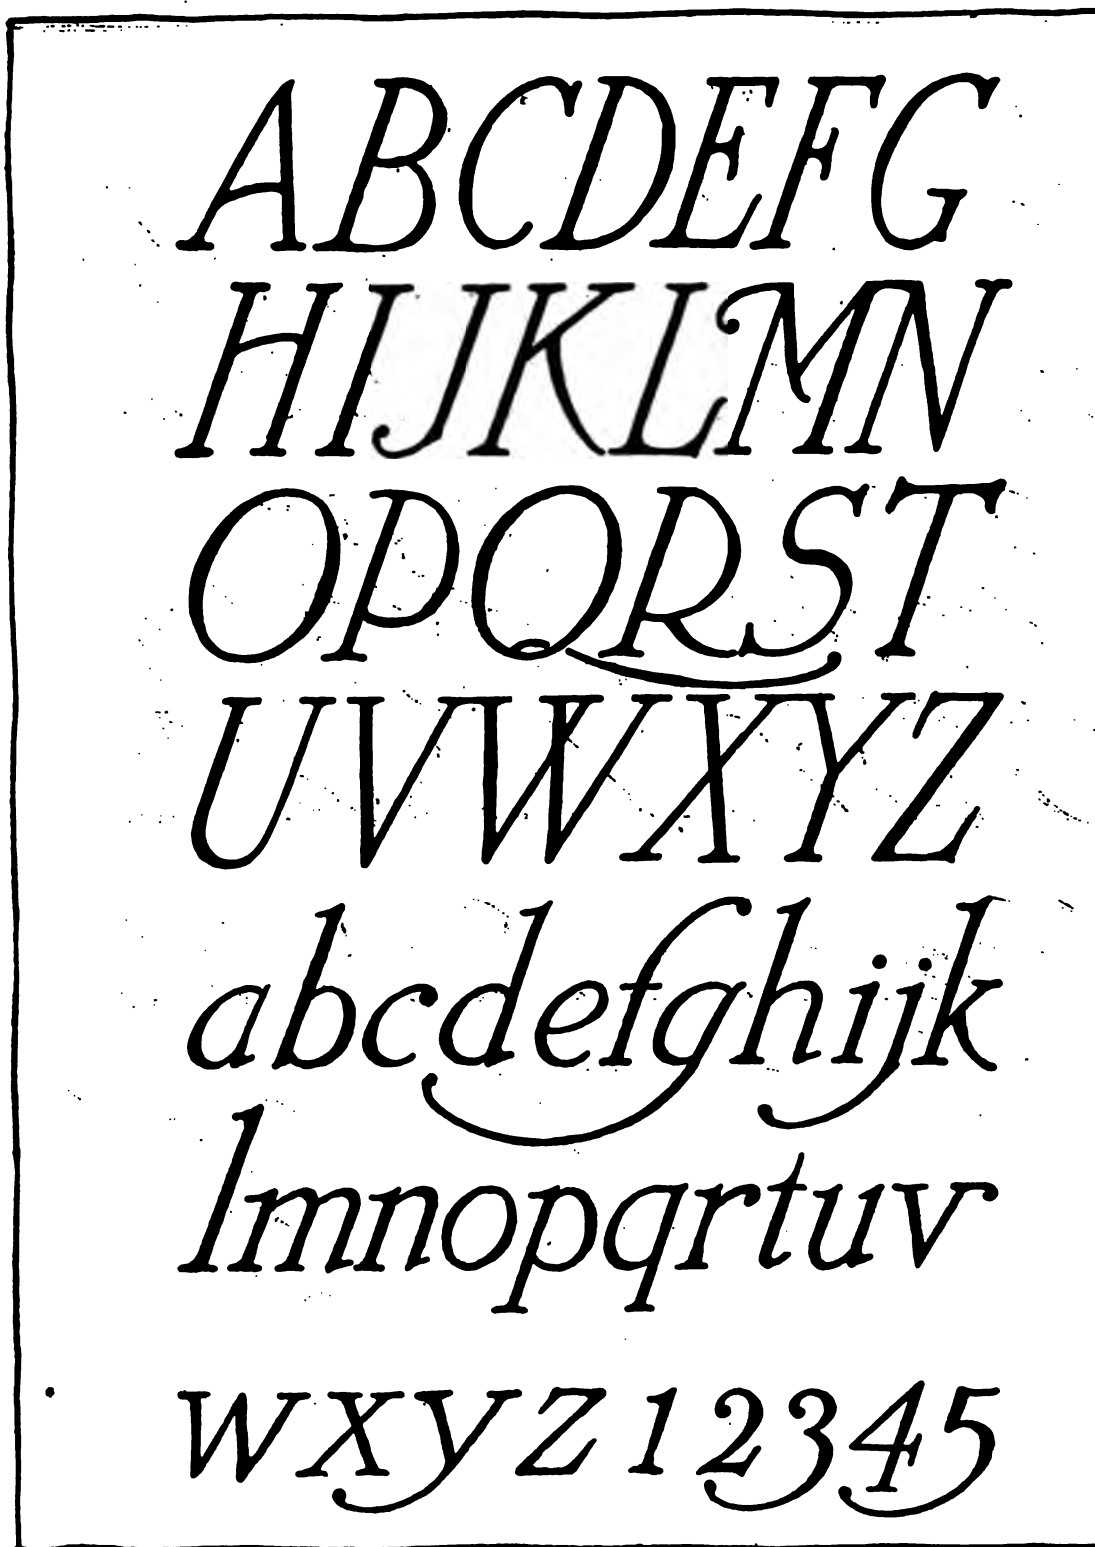 ABCDEFG
HIJKLMN
OPQRST
UVWXYZ
abcdefghijk
lmnopqrtuv
wxyz12345